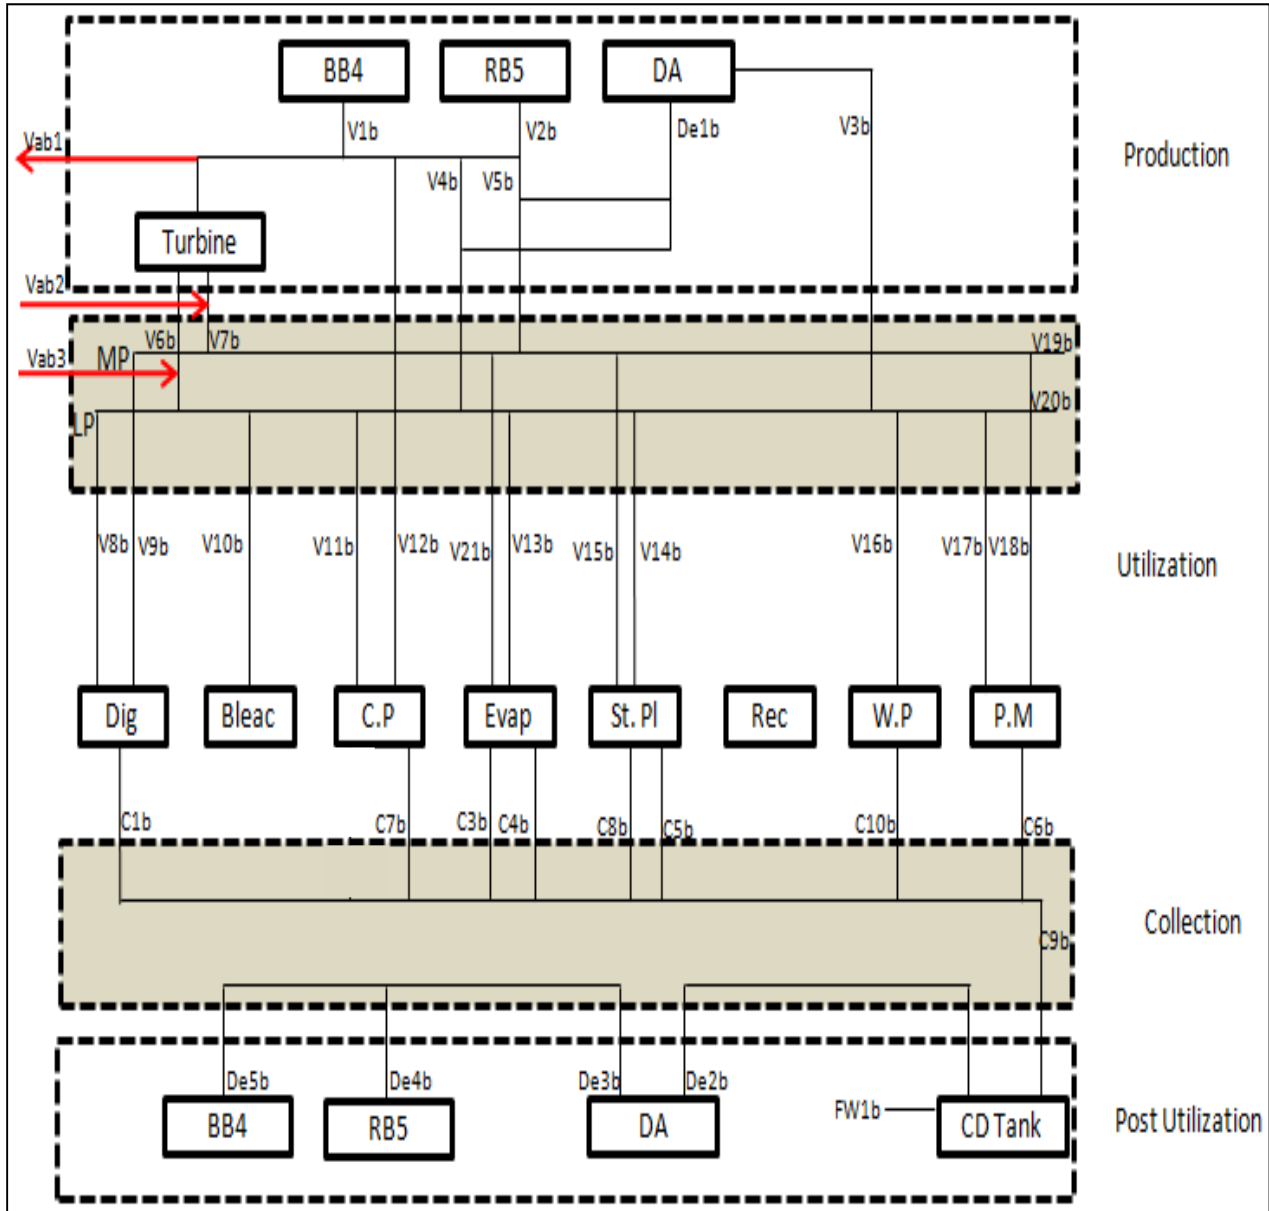 BB4
RB5
DA
V1b
V2b
De1b
V3b
Vab1
Production
V4b
V5b
Turbine
Vab2
V6b
V7b
V19b
Vab3
MP
V20b
LP
V8b
V9b
V10b
V11b
V12b
V21b
V13b
V15b
V14b
V16b
V17b
V18b
Utilization
Dig
Bleac
C.P
Evap
St. Pl
Rec
W.P
P.M
C1b
C7b
C3b
C4b
C8b
C5b
C10b
C6b
Collection
C9b
De5b
De4b
De3b
De2b
FW1b
BB4
RB5
DA
CD Tank
Post Utilization